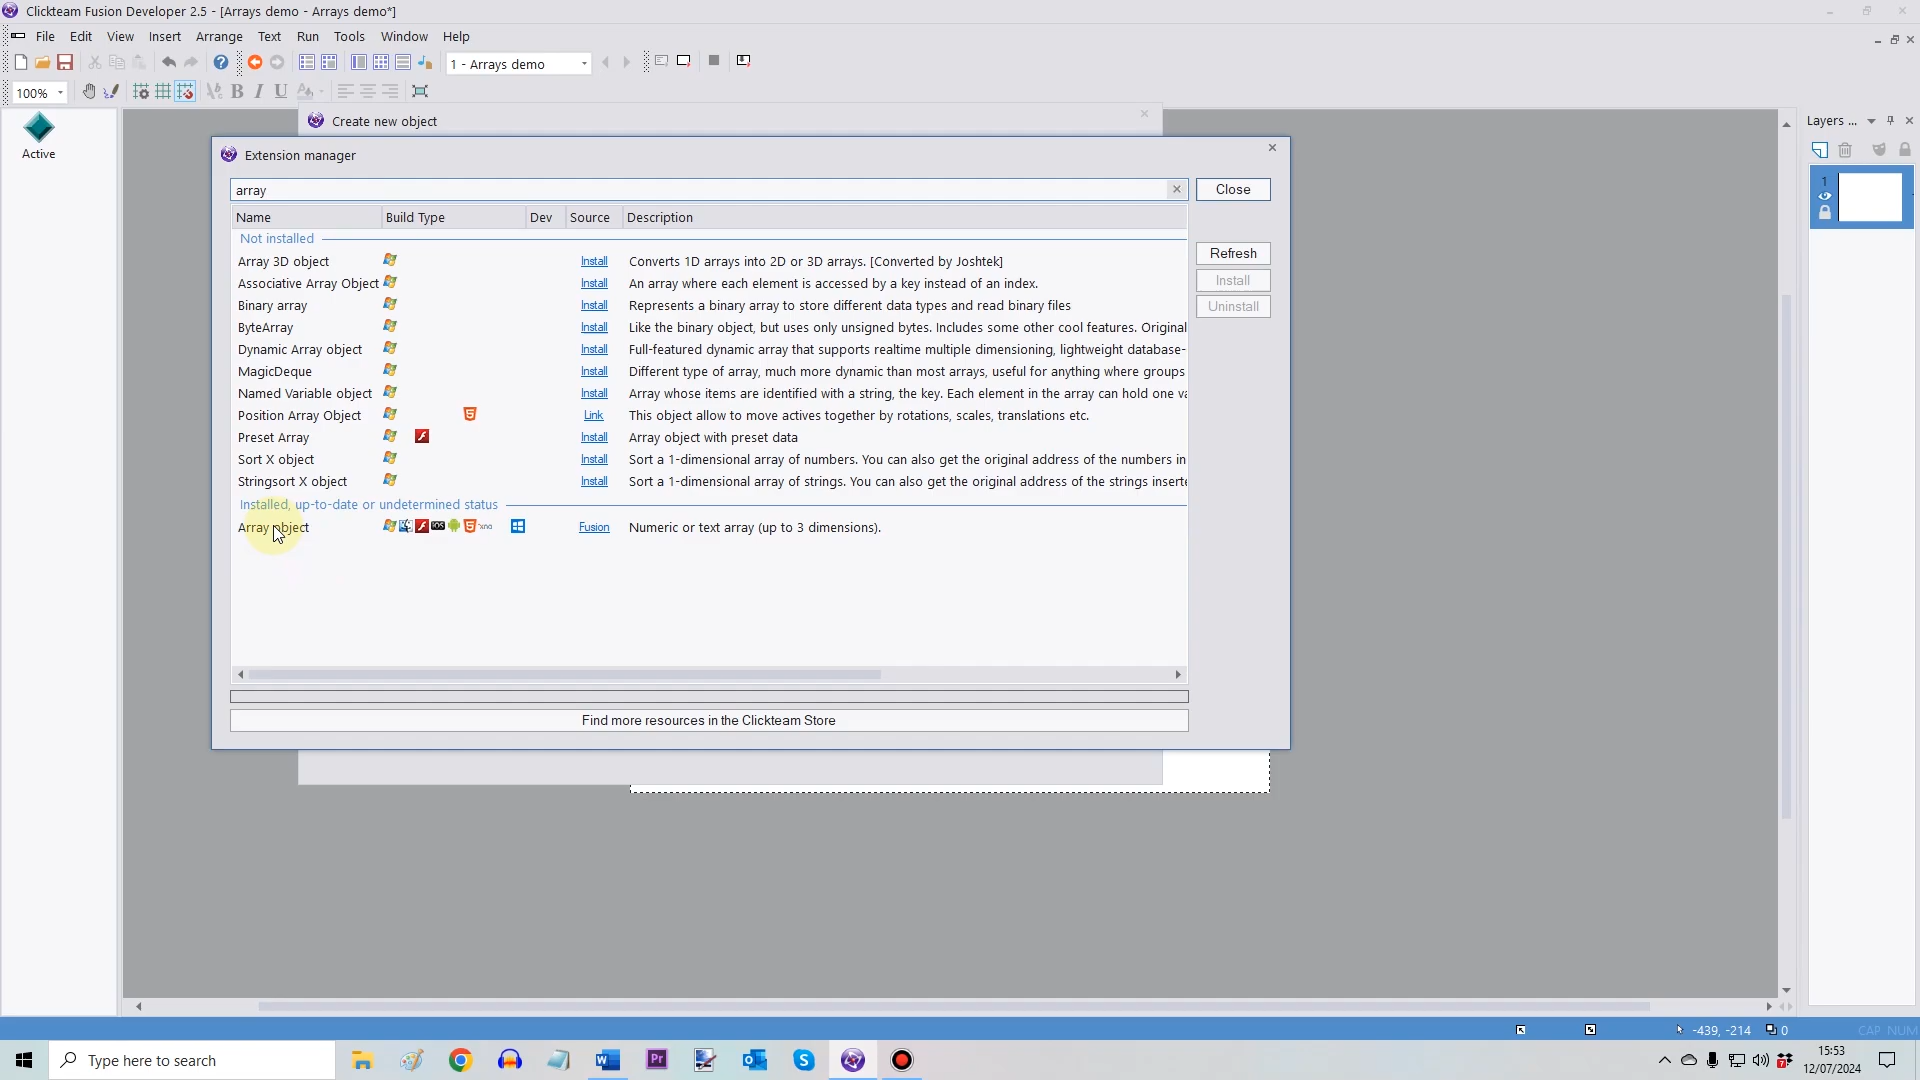 Clickteam Fusion Developer 2.5 - [Arrays demo - Arrays demo*]
File Edit View Insert Arrange Text Run Tools Window Help
1 - Arrays demo
100%
Active
Create new object
Layers ...
Extension manager
array
Close
Name Build Type Dev Source Description
Not installed
Refresh
Array 3D object Install Converts 1D arrays into 2D or 3D arrays. [Converted by Joshtek]
Associative Array Object Install An array where each element is accessed by a key instead of an index.
Install
Binary array Install Represents a binary array to store different data types and read binary files
Uninstall
ByteArray Install Like the binary object, but uses only unsigned bytes. Includes some other cool features. Original
Dynamic Array object Install Full-featured dynamic array that supports realtime multiple dimensioning, lightweight database-
MagicDeque Install Different type of array, much more dynamic than most arrays, useful for anything where groups
Named Variable object Install Array whose items are identified with a string, the key. Each element in the array can hold one va
Position Array Object Link This object allow to move actives together by rotations, scales, translations etc.
Preset Array Install Array object with preset data
Sort X object Install Sort a 1-dimensional array of numbers. You can also get the original address of the numbers in
Stringsort X object Install Sort a 1-dimensional array of strings. You can also get the original address of the strings inserte
Installed, up-to-date or undetermined status
Array object iOS xna Fusion Numeric or text array (up to 3 dimensions).
Find more resources in the Clickteam Store
1
-439, -214 0 CAP NUM
Type here to search
15:53
12/07/2024